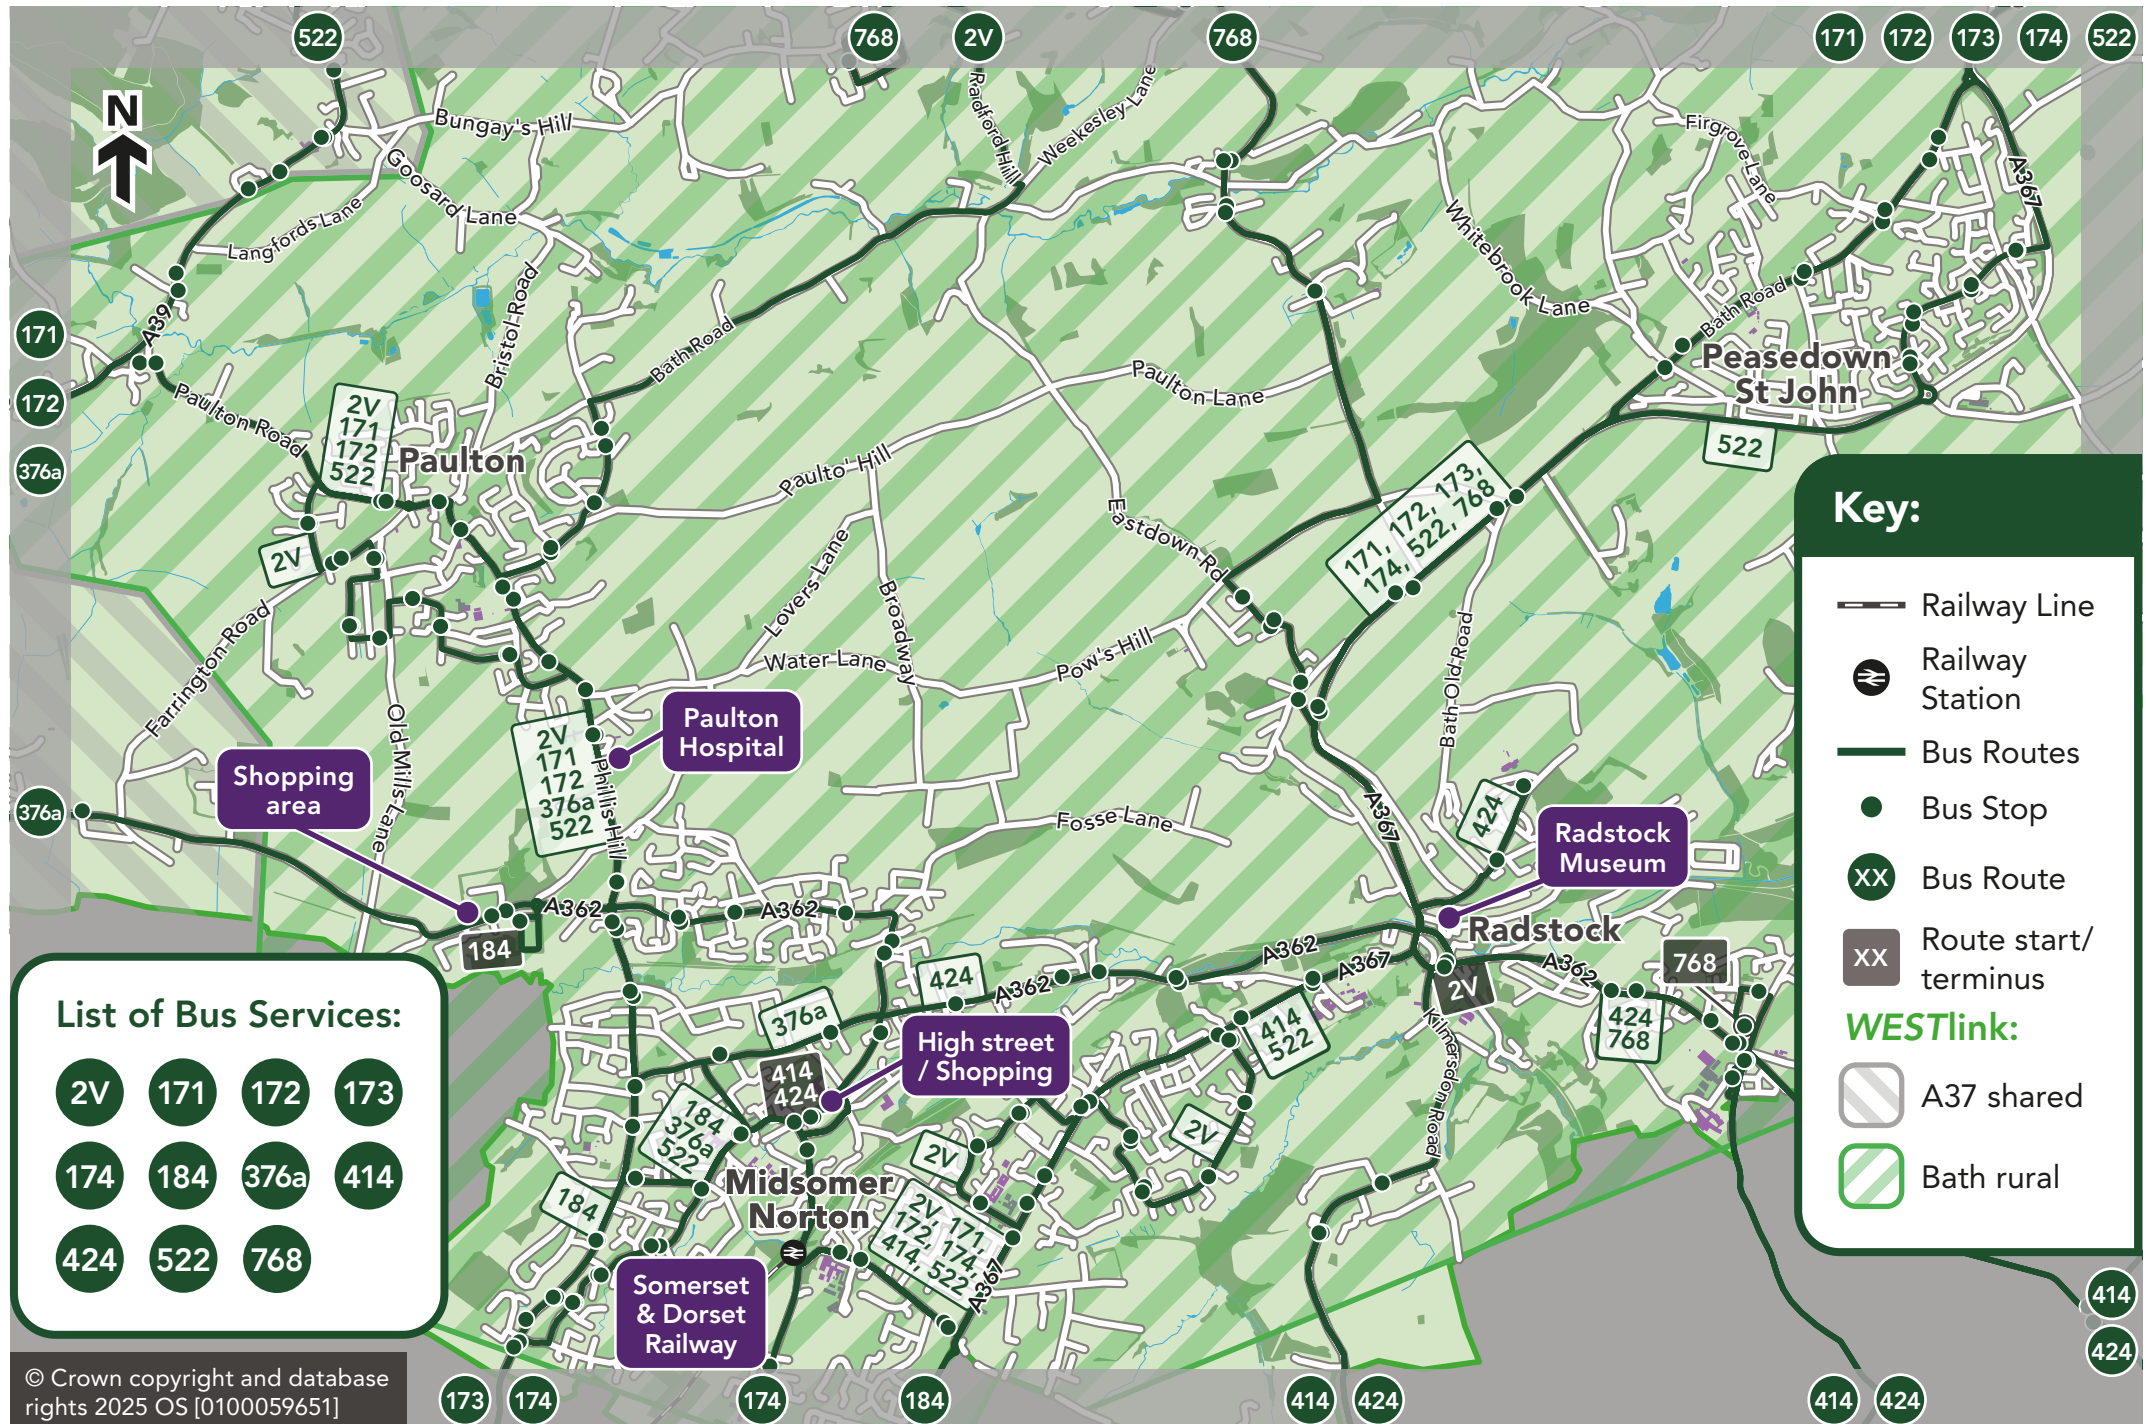 522
768
2V
768
171
172
173
174
522
N
Bungay's Hill
Goosard Lane
Langfords Lane
Radford Hill
Weekesley Lane
Firgrove Lane
A367
Whitebrook Lane
Bath Road
171
A39
172
376a
Paulton Road
Bristol Road
Bath Road
Paulton Lane
Peasedown
St John
522
2V
171
172
522
Paulton
Paulto' Hill
Eastdown Rd
171, 172, 173,
174, 522, 768
2V
Lovers Lane
Broadway
Water Lane
Pow's Hill
Bath Old Road
Farrington Road
Old Mills Lane
2V
171
172
376a
522
Phillis Hill
Paulton
Hospital
Shopping
area
376a
Fosse Lane
A367
424
Radstock
Museum
Radstock
184
A362
A362
A362
A367
A362
A362
424
376a
414
424
High street
/ Shopping
414
522
2V
768
424
768
Kilmersdon Road
184
376a
522
2V
2V
184
Midsomer
Norton
2V, 171,
172, 174,
414, 522
A367
Somerset
& Dorset
Railway
Key:
Railway Line
Railway
Station
Bus Routes
Bus Stop
XX
Bus Route
XX
Route start/
terminus
WESTlink:
A37 shared
Bath rural
List of Bus Services:
2V
171
172
173
174
184
376a
414
424
522
768
© Crown copyright and database
rights 2025 OS [0100059651]
173
174
174
184
414
424
414
424
414
424